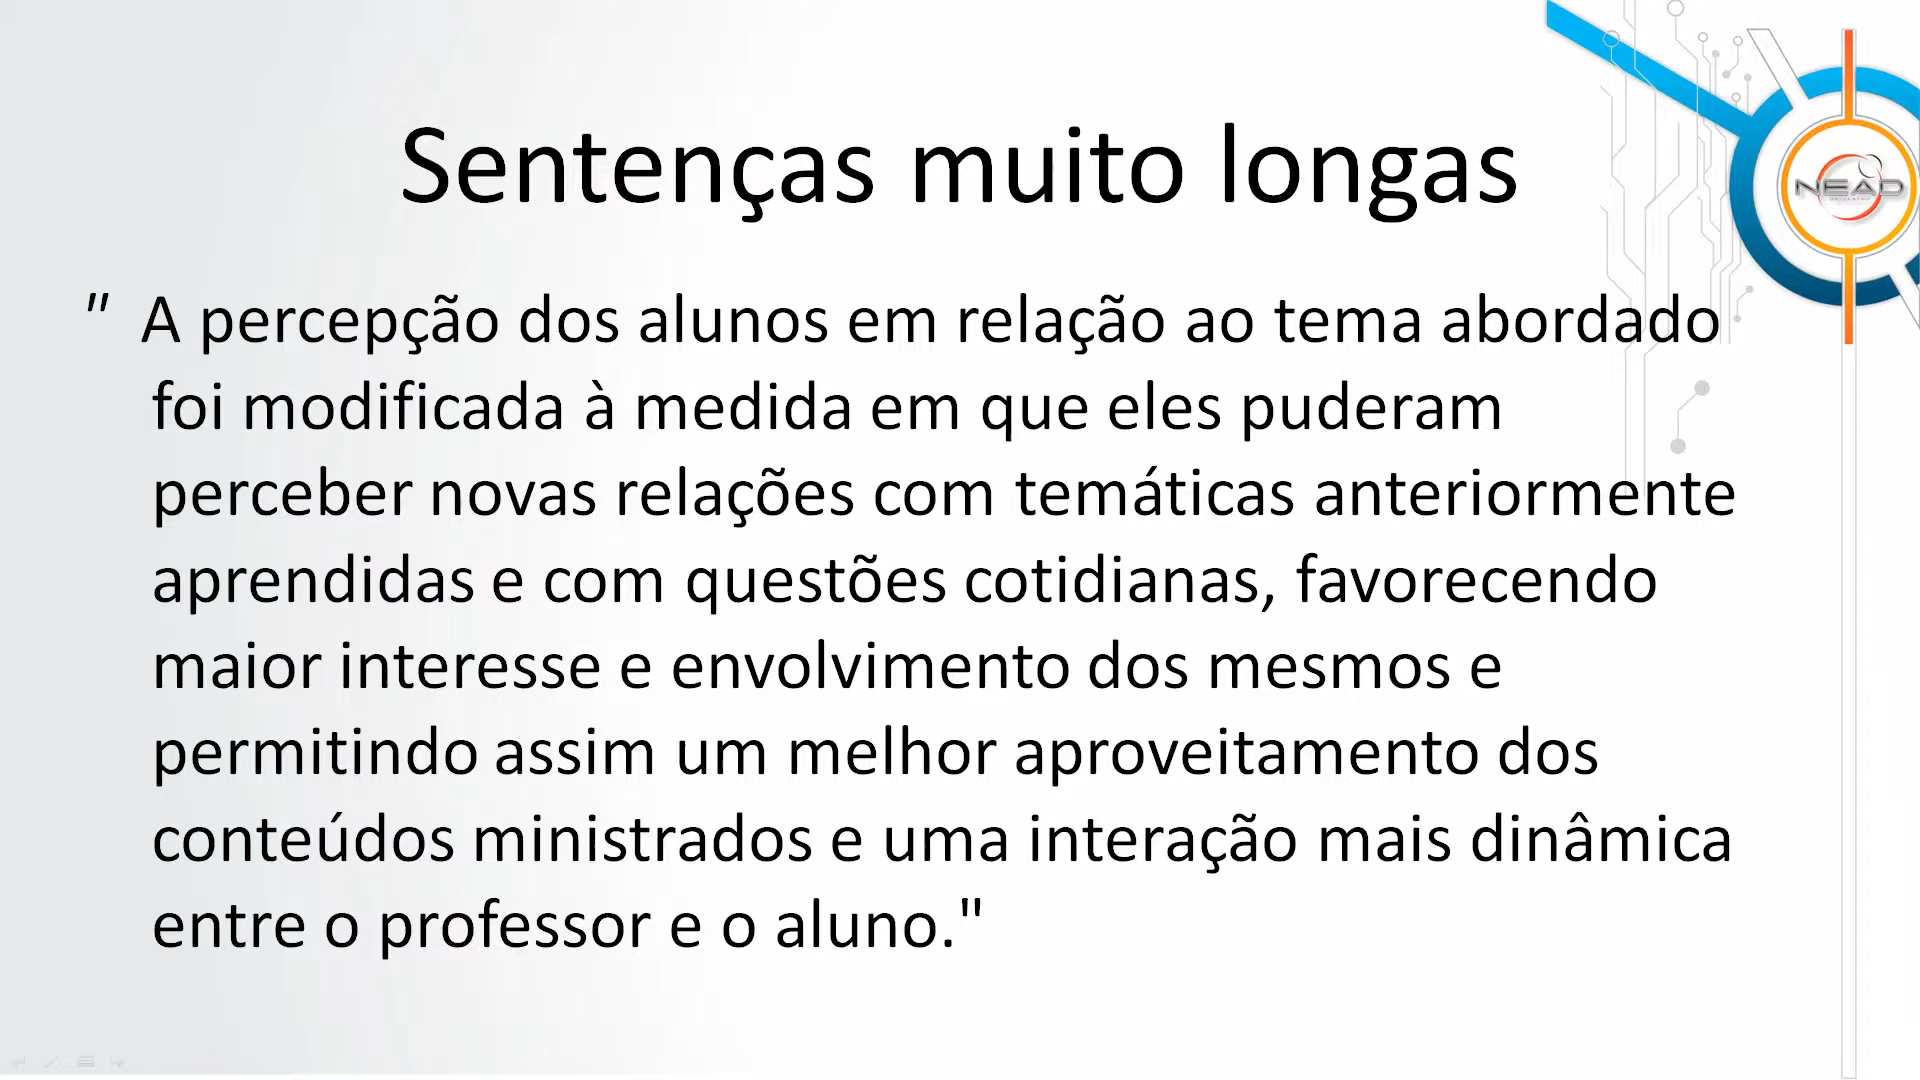 Sentenças muito longas
NEAD
" A percepção dos alunos em relação ao tema abordado
foi modificada à medida em que eles puderam
perceber novas relações com temáticas anteriormente
aprendidas e com questões cotidianas, favorecendo
maior interesse e envolvimento dos mesmos e
permitindo assim um melhor aproveitamento dos
conteúdos ministrados e uma interação mais dinâmica
entre o professor e o aluno."